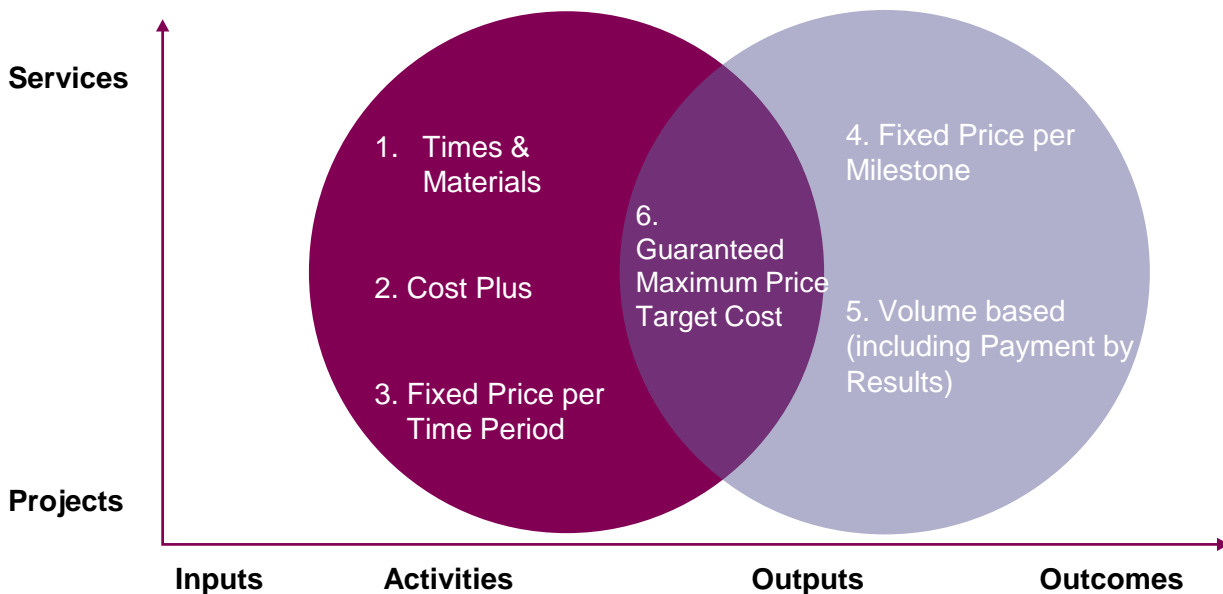 Services
1. Times &
Materials
4. Fixed Price per
Milestone
6.
Guaranteed
Maximum Price
Target Cost
2. Cost Plus
5. Volume based
(including Payment by
Results)
3. Fixed Price per
Time Period
Projects
Inputs
Activities
Outputs
Outcomes